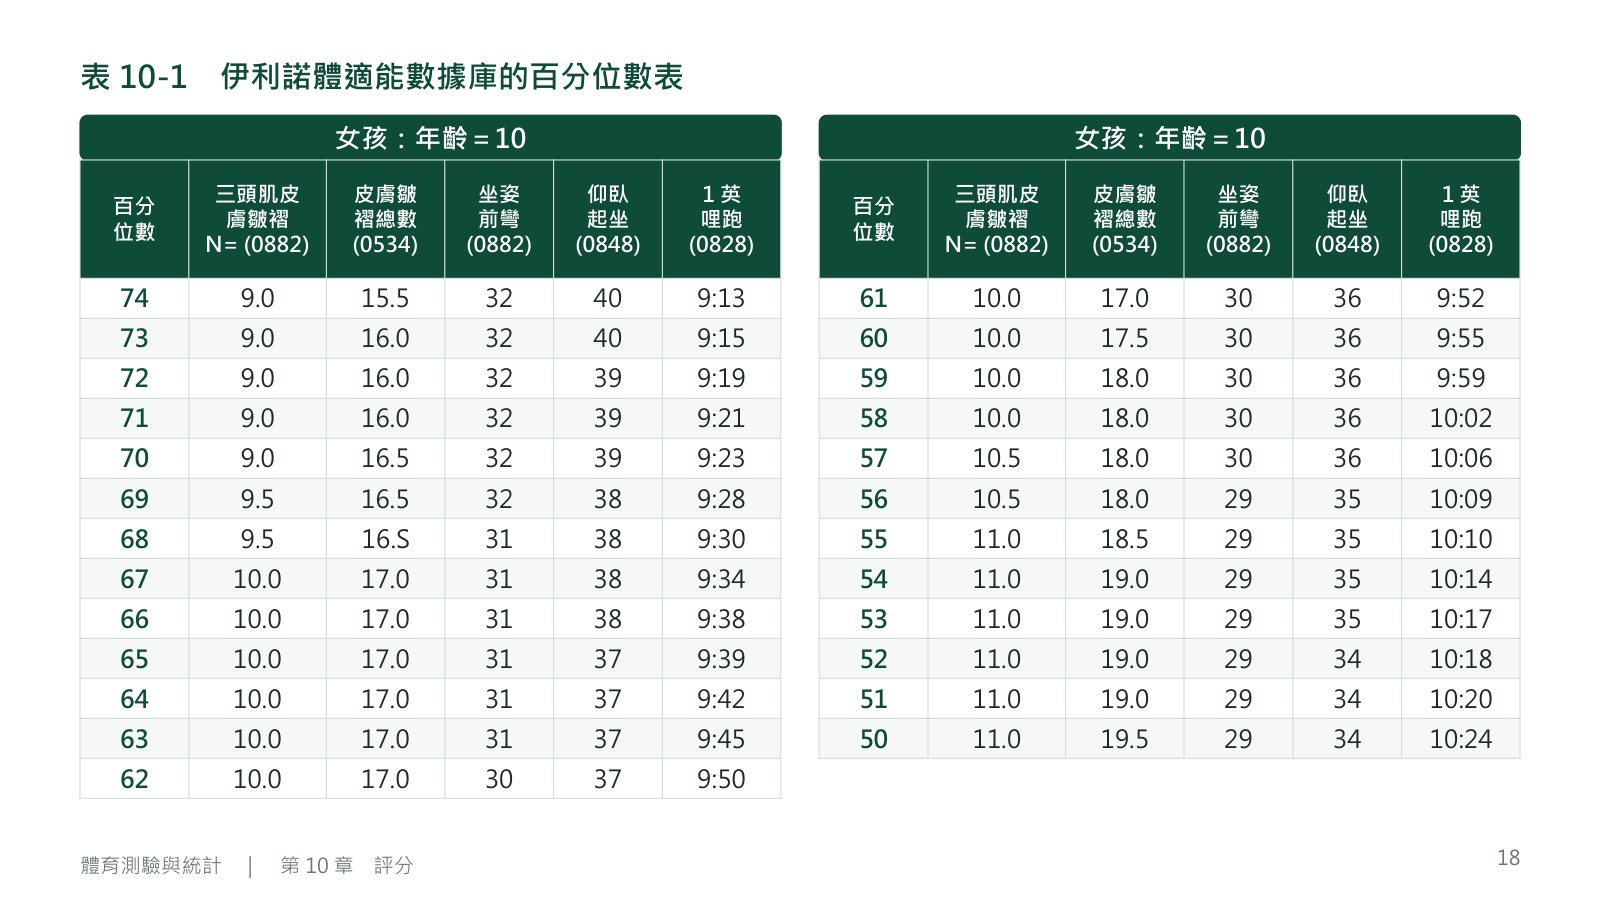 表 10-1　伊利諾體適能數據庫的百分位數表
女孩：年齡＝10
百分位數 三頭肌皮膚皺褶 N= (0882) 皮膚皺褶總數 (0534) 坐姿前彎 (0882) 仰臥起坐 (0848) 1 英哩跑 (0828)
74 9.0 15.5 32 40 9:13
73 9.0 16.0 32 40 9:15
72 9.0 16.0 32 39 9:19
71 9.0 16.0 32 39 9:21
70 9.0 16.5 32 39 9:23
69 9.5 16.5 32 38 9:28
68 9.5 16.S 31 38 9:30
67 10.0 17.0 31 38 9:34
66 10.0 17.0 31 38 9:38
65 10.0 17.0 31 37 9:39
64 10.0 17.0 31 37 9:42
63 10.0 17.0 31 37 9:45
62 10.0 17.0 30 37 9:50
女孩：年齡＝10
百分位數 三頭肌皮膚皺褶 N= (0882) 皮膚皺褶總數 (0534) 坐姿前彎 (0882) 仰臥起坐 (0848) 1 英哩跑 (0828)
61 10.0 17.0 30 36 9:52
60 10.0 17.5 30 36 9:55
59 10.0 18.0 30 36 9:59
58 10.0 18.0 30 36 10:02
57 10.5 18.0 30 36 10:06
56 10.5 18.0 29 35 10:09
55 11.0 18.5 29 35 10:10
54 11.0 19.0 29 35 10:14
53 11.0 19.0 29 35 10:17
52 11.0 19.0 29 34 10:18
51 11.0 19.0 29 34 10:20
50 11.0 19.5 29 34 10:24
體育測驗與統計　|　第 10 章　評分
18